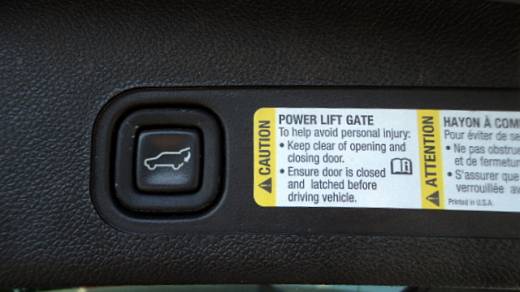 CAUTION
POWER LIFT GATE
To help avoid personal injury:
• Keep clear of opening and
closing door.
• Ensure door is closed
and latched before
driving vehicle.
ATTENTION
HAYON À
Pour éviter de
• Ne pas
et de
• S'assurer que
verrouillée
Printed in U.S.A.